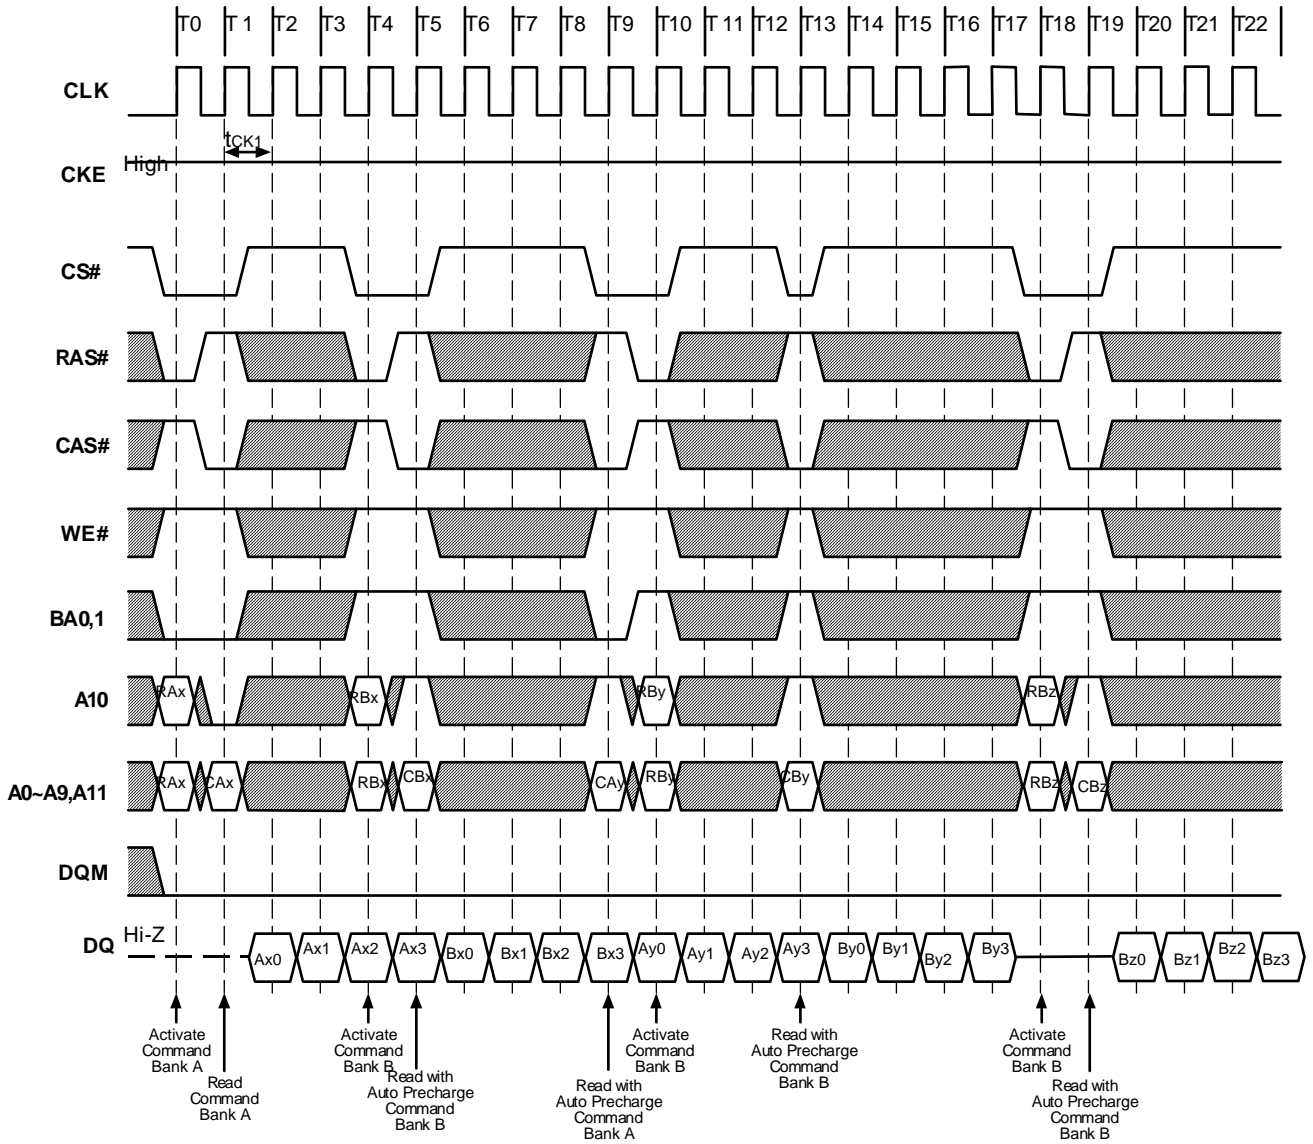 T0 T 1 T2 T3 T4 T5 T6 T7 T8 T9 T10 T 11 T12 T13 T14 T15 T16 T17 T18 T19 T20 T21 T22
CLK
tCK1
High
CKE
CS#
RAS#
CAS#
WE#
BA0,1
A10 RAx RBx RBy RBz
A0~A9,A11 RAx CAx RBx CBx CAy RBy CBy RBz CBz
DQM
DQ Hi-Z Ax0 Ax1 Ax2 Ax3 Bx0 Bx1 Bx2 Bx3 Ay0 Ay1 Ay2 Ay3 By0 By1 By2 By3 Bz0 Bz1 Bz2 Bz3
Activate
Command
Bank A
Read
Command
Bank A
Activate
Command
Bank B
Read with
Auto Precharge
Command
Bank B
Read with
Auto Precharge
Command
Bank A
Activate
Command
Bank B
Read with
Auto Precharge
Command
Bank B
Activate
Command
Bank B
Read with
Auto Precharge
Command
Bank B